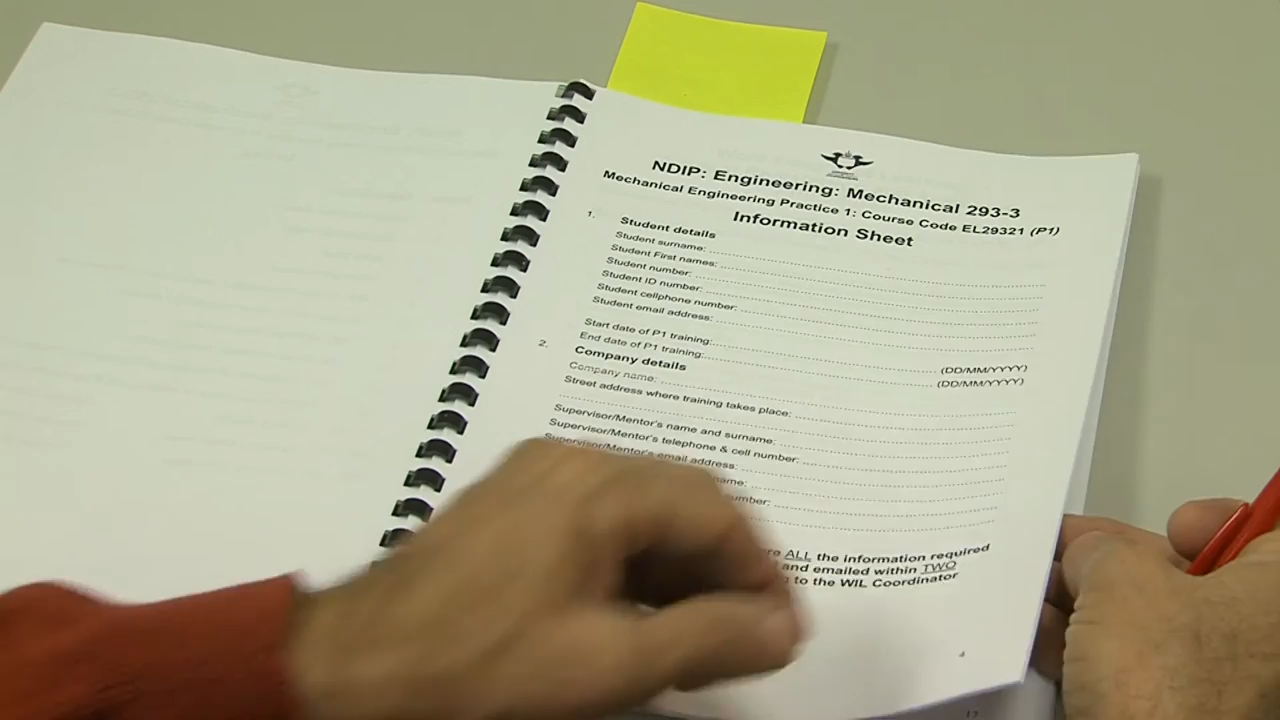 NDIP: Engineering: Mechanical 293-3
Mechanical Engineering Practice 1: Course Code EL29321 (P1)
Information Sheet
1. Student details
Student surname:
Student First names:
Student number:
Student ID number:
Student cellphone number:
Student email address:
Start date of P1 training: (DD/MM/YYYY)
End date of P1 training: (DD/MM/YYYY)
2. Company details
Company name:
Street address where training takes place:
Supervisor/Mentor's name and surname:
Supervisor/Mentor's telephone & cell number:
Supervisor/Mentor's email address:
ALL the information required
and emailed within TWO
to the WIL Coordinator
4